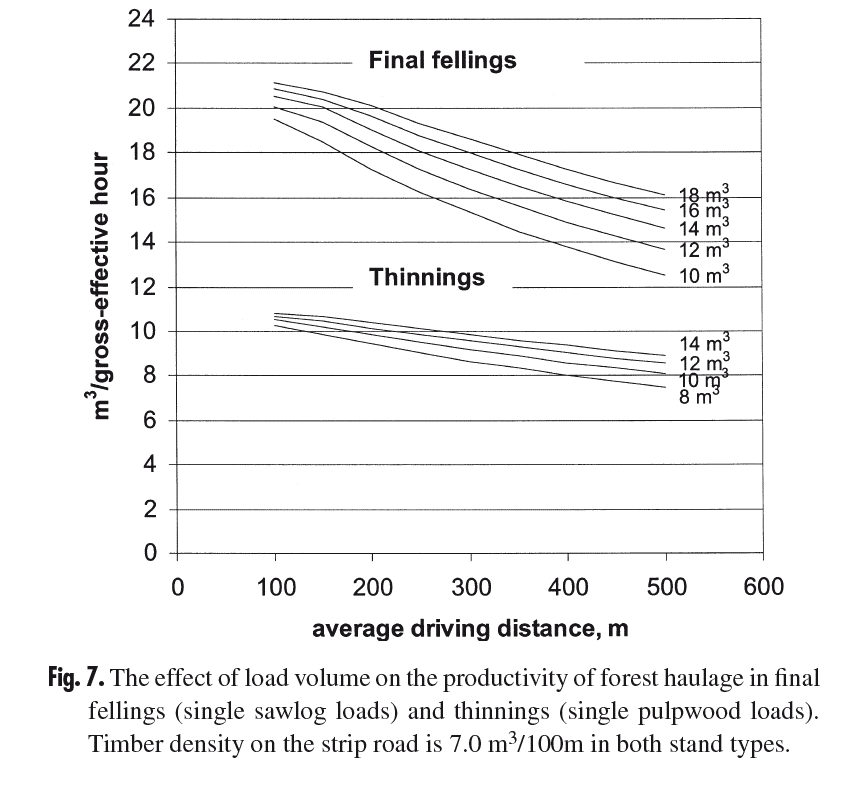 24
22
20
18
16
14
12
10
8
6
4
2
0
m³/gross-effective hour
Final fellings
18 m³
16 m³
14 m³
12 m³
10 m³
Thinnings
14 m³
12 m³
10 m³
8 m³
0 100 200 300 400 500 600
average driving distance, m
Fig. 7. The effect of load volume on the productivity of forest haulage in final
fellings (single sawlog loads) and thinnings (single pulpwood loads).
Timber density on the strip road is 7.0 m³/100m in both stand types.